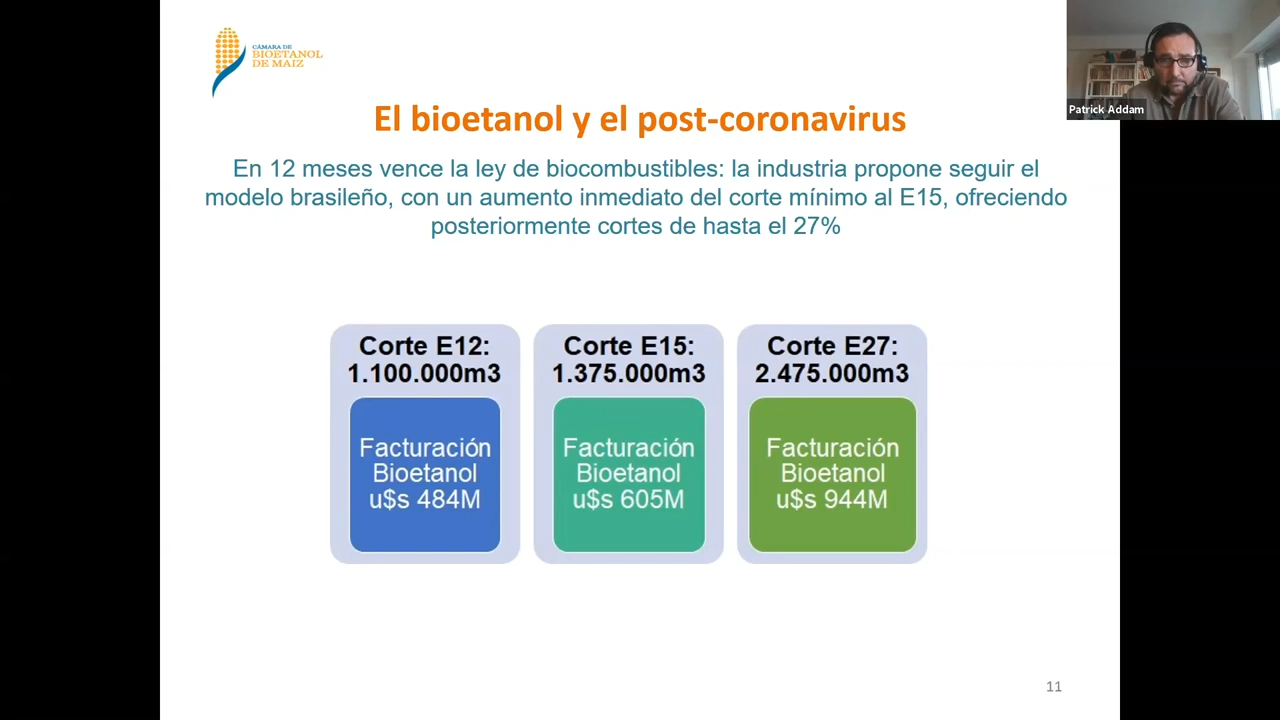 CÁMARA DE
BIOETANOL
DE MAIZ
Patrick Addam
El bioetanol y el post-coronavirus
En 12 meses vence la ley de biocombustibles: la industria propone seguir el
modelo brasileño, con un aumento inmediato del corte mínimo al E15, ofreciendo
posteriormente cortes de hasta el 27%
Corte E12:
1.100.000m3
Facturación
Bioetanol
u$s 484M
Corte E15:
1.375.000m3
Facturación
Bioetanol
u$s 605M
Corte E27:
2.475.000m3
Facturación
Bioetanol
u$s 944M
11